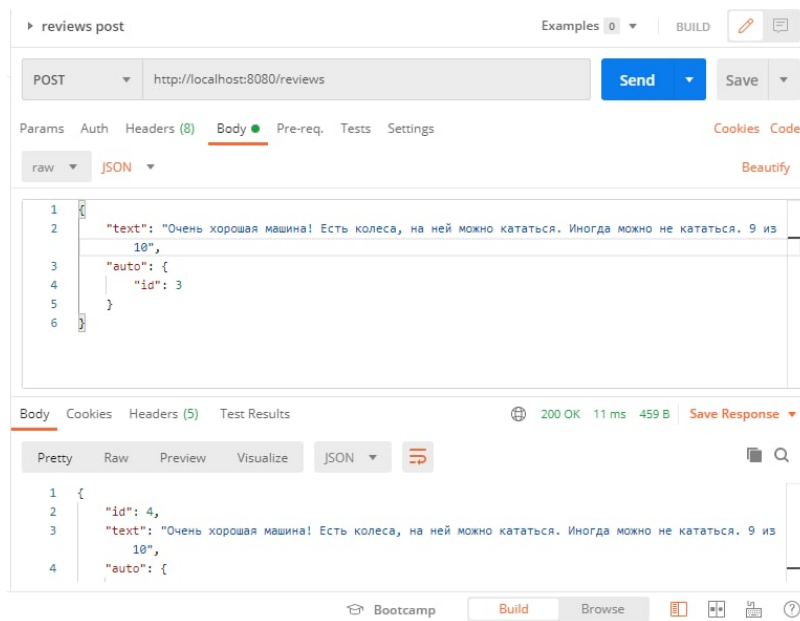 reviews post
Examples 0
BUILD
POST
http://localhost:8080/reviews
Send
Save
Params Auth Headers (8) Body Pre-req. Tests Settings
Cookies Code
raw JSON
Beautify
1 {
2 "text": "Очень хорошая машина! Есть колеса, на ней можно кататься. Иногда можно не кататься. 9 из
10",
3 "auto": {
4 "id": 3
5 }
6 }
Body Cookies Headers (5) Test Results
200 OK 11 ms 459 B Save Response
Pretty Raw Preview Visualize JSON
1 {
2 "id": 4,
3 "text": "Очень хорошая машина! Есть колеса, на ней можно кататься. Иногда можно не кататься. 9 из
10",
4 "auto": {
Bootcamp Build Browse